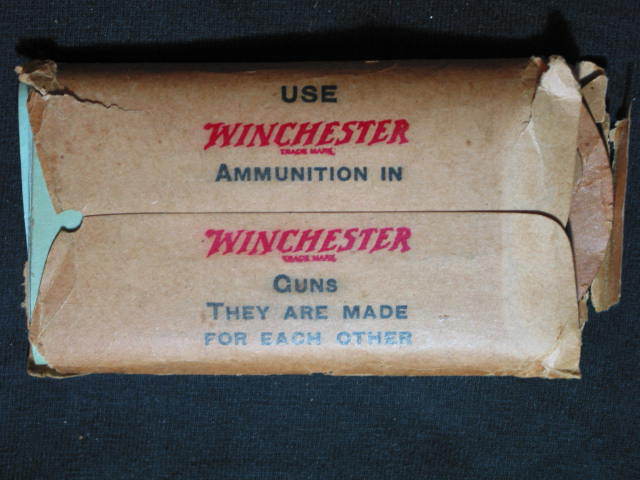 USE
WINCHESTER
TRADE MARK.
AMMUNITION IN
WINCHESTER
TRADE MARK.
GUNS
THEY ARE MADE
FOR EACH OTHER